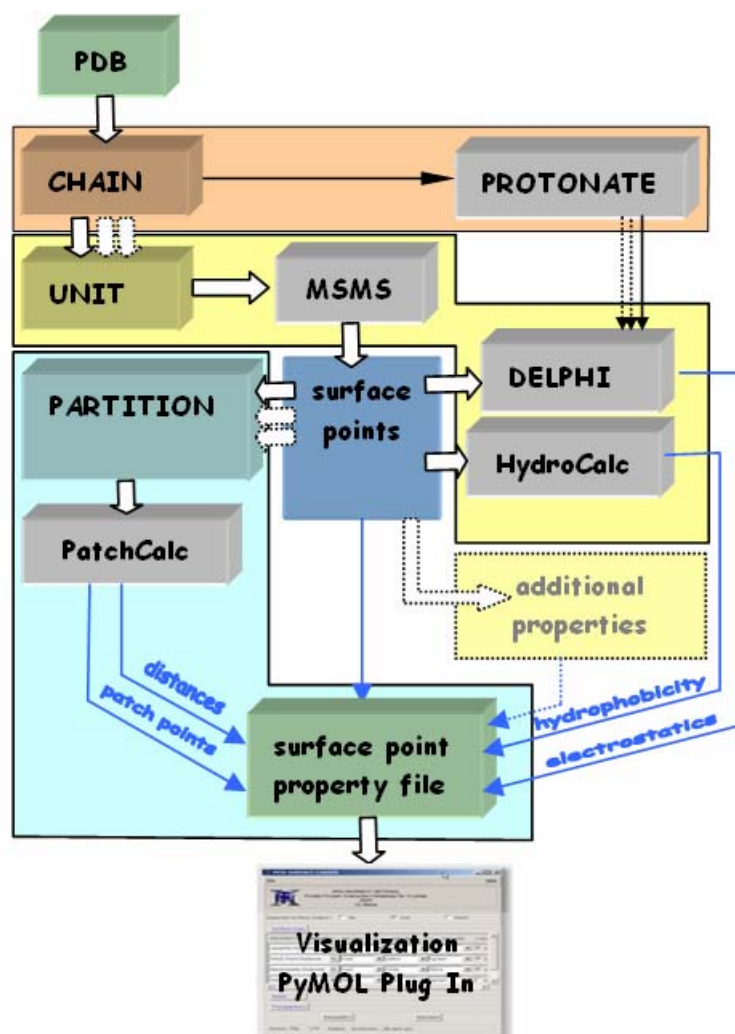 PDB
CHAIN
PROTONATE
UNIT
MSMS
PARTITION
surface
points
DELPHI
HydroCalc
PatchCalc
additional
properties
distances
patch points
hydrophobicity
electrostatics
surface point
property file
Visualization
PyMOL Plug In